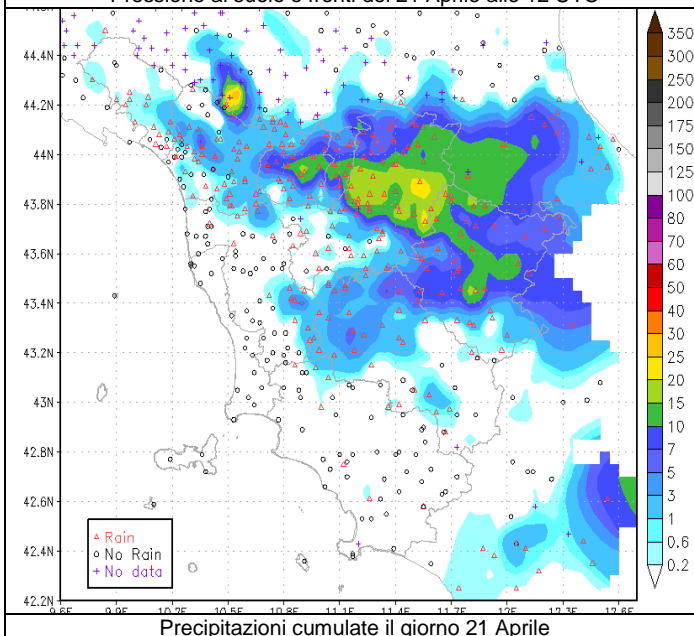 Pressione al suolo e fronti del 21 Aprile alle 12 UTC
44.6N
44.4N
44.2N
44N
43.8N
43.6N
43.4N
43.2N
43N
42.8N
42.6N
42.4N
42.2N
9.6E 9.9E 10.2E 10.5E 10.8E 11.1E 11.4E 11.7E 12E 12.3E 12.6E
Rain
No Rain
No data
350
300
250
200
175
150
125
100
80
70
60
50
40
30
25
20
15
10
7
5
3
1
0.6
0.2
Precipitazioni cumulate il giorno 21 Aprile